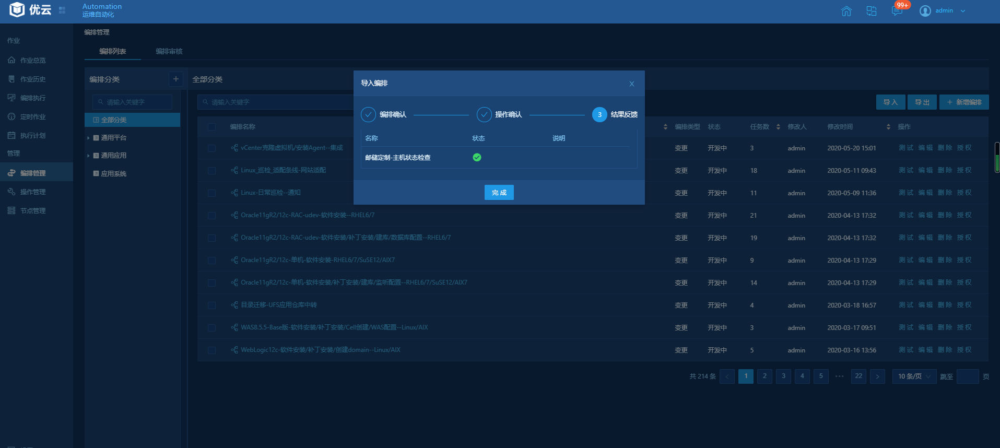 优云
Automation
运维自动化
99+
admin
作业
作业总览
作业历史
编排执行
定时作业
执行计划
管理
编排管理
操作管理
节点管理
编排管理
编排列表
编排审核
编排分类
+
请输入关键字
全部分类
通用平台
通用应用
应用系统
全部分类
请输入关键字
导 入
导 出
+ 新增编排
编排名称 编排类型 状态 任务数 修改人 修改时间 操作
vCenter克隆虚拟机/安装Agent--集成 变更 开发中 3 admin 2020-05-20 15:01 测试 编辑 删除 授权
Linux_巡检_适配条线-网站适配 变更 开发中 18 admin 2020-05-11 09:43 测试 编辑 删除 授权
Linux-日常巡检--通知 变更 开发中 11 admin 2020-05-09 11:36 测试 编辑 删除 授权
Oracle11gR2/12c-RAC-udev-软件安装--RHEL6/7 变更 开发中 21 admin 2020-04-13 17:32 测试 编辑 删除 授权
Oracle11gR2/12c-RAC-udev-软件安装/补丁安装/建库/数据库配置--RHEL6/7 变更 开发中 19 admin 2020-04-13 17:32 测试 编辑 删除 授权
Oracle11gR2/12c-单机-软件安装-RHEL6/7/SuSE12/AIX7 变更 开发中 9 admin 2020-04-13 17:29 测试 编辑 删除 授权
Oracle11gR2/12c-单机-软件安装/补丁安装/建库/监听配置--RHEL6/7/SuSE12/AIX7 变更 开发中 14 admin 2020-04-13 17:29 测试 编辑 删除 授权
目录迁移-UFS应用仓库中转 变更 开发中 4 admin 2020-03-18 16:57 测试 编辑 删除 授权
WAS8.5.5-Base版-软件安装/补丁安装/Cell创建/WAS配置--Linux/AIX 变更 开发中 3 admin 2020-03-17 09:51 测试 编辑 删除 授权
WebLogic12c-软件安装/补丁安装/创建domain--Linux/AIX 变更 开发中 5 admin 2020-03-16 13:56 测试 编辑 删除 授权
共 214 条 < 1 2 3 4 5 ••• 22 > 10 条/页 跳至 页
导入编排
编排确认 操作确认 3 结果反馈
名称 状态 说明
邮储定制-主机状态检查
完 成